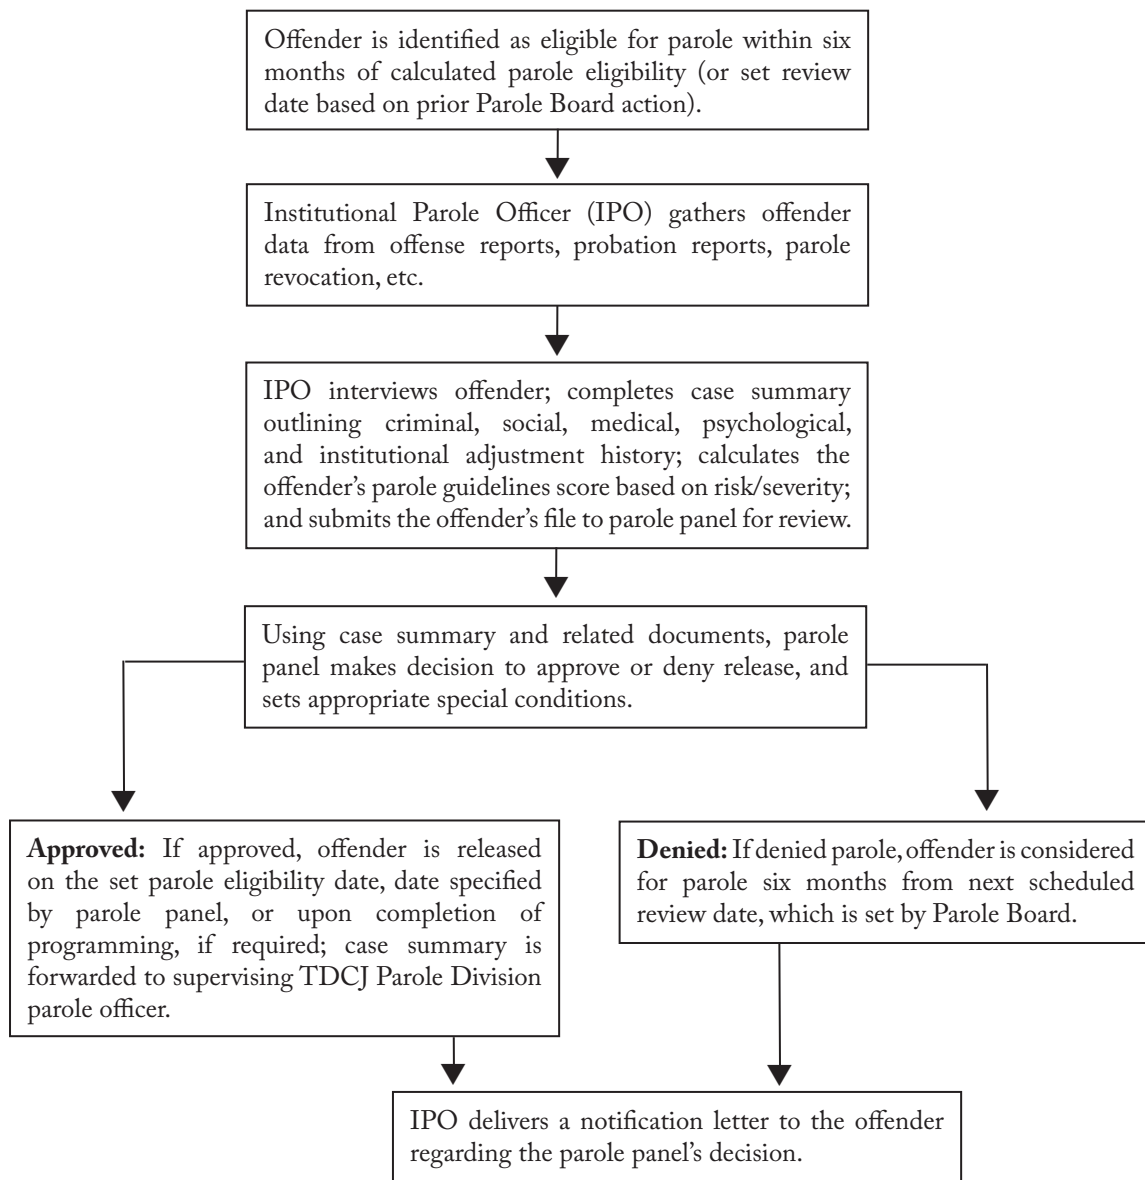 Offender is identified as eligible for parole within six
months of calculated parole eligibility (or set review
date based on prior Parole Board action).
Institutional Parole Officer (IPO) gathers offender
data from offense reports, probation reports, parole
revocation, etc.
IPO interviews offender; completes case summary
outlining criminal, social, medical, psychological,
and institutional adjustment history; calculates the
offender’s parole guidelines score based on risk/severity;
and submits the offender’s file to parole panel for review.
Using case summary and related documents, parole
panel makes decision to approve or deny release, and
sets appropriate special conditions.
Approved: If approved, offender is released
on the set parole eligibility date, date specified
by parole panel, or upon completion of
programming, if required; case summary is
forwarded to supervising TDCJ Parole Division
parole officer.
Denied: If denied parole, offender is considered
for parole six months from next scheduled
review date, which is set by Parole Board.
IPO delivers a notification letter to the offender
regarding the parole panel’s decision.